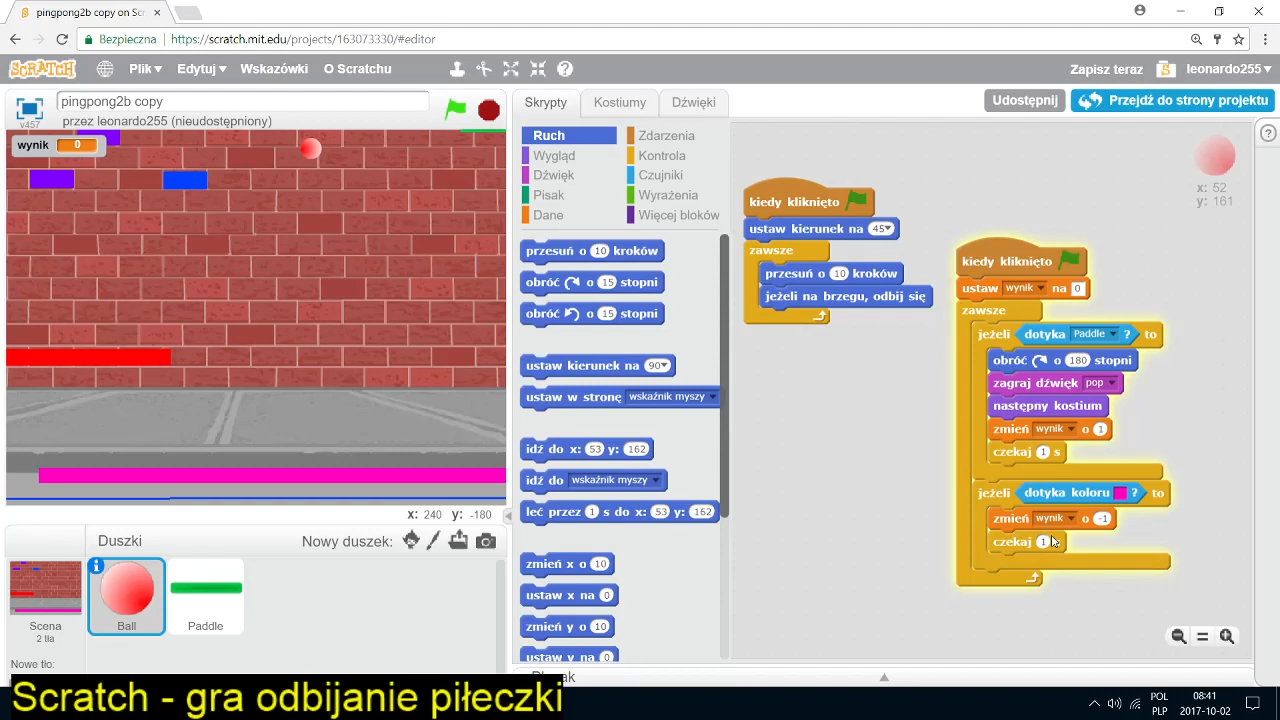 pingpong2b copy on Scr
Bezpieczna
https://scratch.mit.edu/projects/163073330/#editor
SCRATCH
Plik
Edytuj
Wskazówki
O Scratchu
Zapisz teraz
leonardo255
pingpong2b copy
v457
przez leonardo255 (nieudostępniony)
Skrypty
Kostiumy
Dźwięki
Udostępnij
Przejdź do strony projektu
wynik 0
Ruch
Wygląd
Dźwięk
Pisak
Dane
Zdarzenia
Kontrola
Czujniki
Wyrażenia
Więcej bloków
przesuń o 10 kroków
obróć o 15 stopni
obróć o 15 stopni
ustaw kierunek na 90
ustaw w stronę wskaźnik myszy
idź do x: 53 y: 162
idź do wskaźnik myszy
leć przez 1 s do x: 53 y: 162
zmień x o 10
ustaw x na 0
zmień y o 10
ustaw y na 0
kiedy kliknięto
ustaw kierunek na 45
zawsze
przesuń o 10 kroków
jeżeli na brzegu, odbij się
kiedy kliknięto
ustaw wynik na 0
zawsze
jeżeli dotyka Paddle ? to
obróć o 180 stopni
zagraj dźwięk pop
następny kostium
zmień wynik o 1
czekaj 1 s
jeżeli dotyka koloru ? to
zmień wynik o -1
czekaj 1
x: 52
y: 161
x: 240 y: -180
Duszki
Nowy duszek:
Scena
2 tła
Nowe tło:
Ball
Paddle
Scratch - gra odbijanie piłeczki
POL
PLP
08:41
2017-10-02